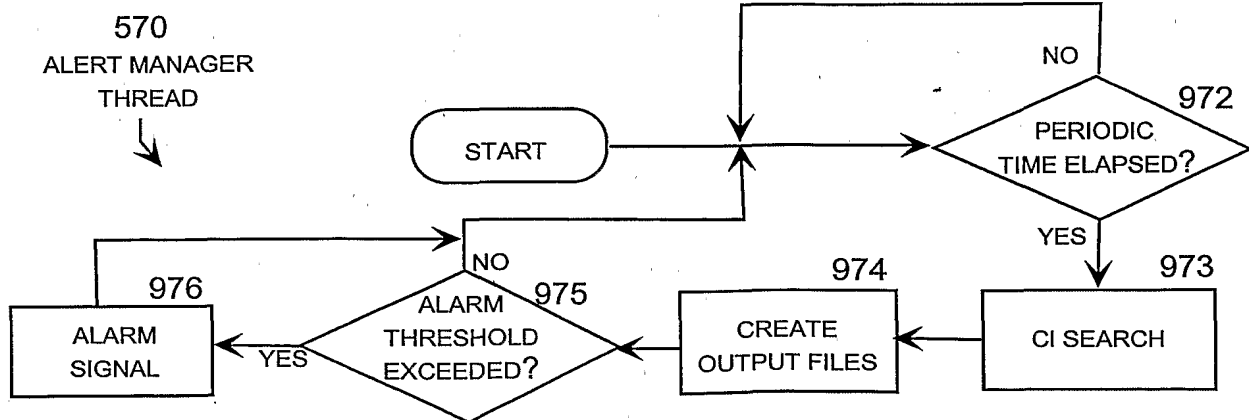 570
ALERT MANAGER
THREAD
START
NO
972
PERIODIC
TIME ELAPSED?
YES
973
CI SEARCH
974
CREATE
OUTPUT FILES
975
NO
ALARM
THRESHOLD
EXCEEDED?
YES
976
ALARM
SIGNAL